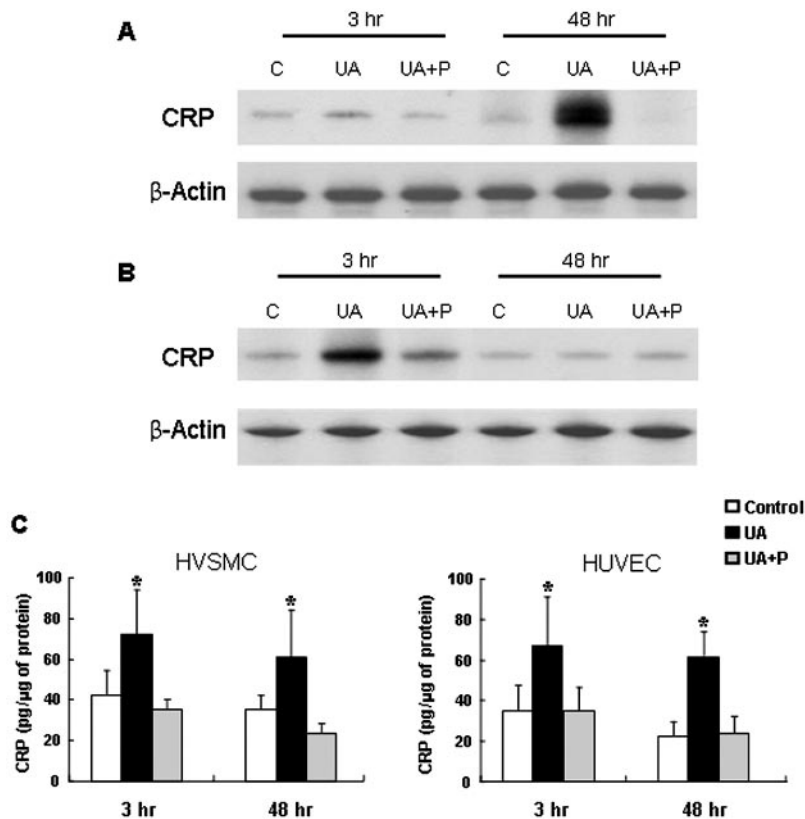 A
3 hr 48 hr
C UA UA+P C UA UA+P
CRP
β-Actin
B
3 hr 48 hr
C UA UA+P C UA UA+P
CRP
β-Actin
C
Control
UA
UA+P
HVSMC
CRP (pg/µg of protein)
100
80
60
40
20
0
* *
3 hr 48 hr
HUVEC
CRP (pg/µg of protein)
100
80
60
40
20
0
* *
3 hr 48 hr